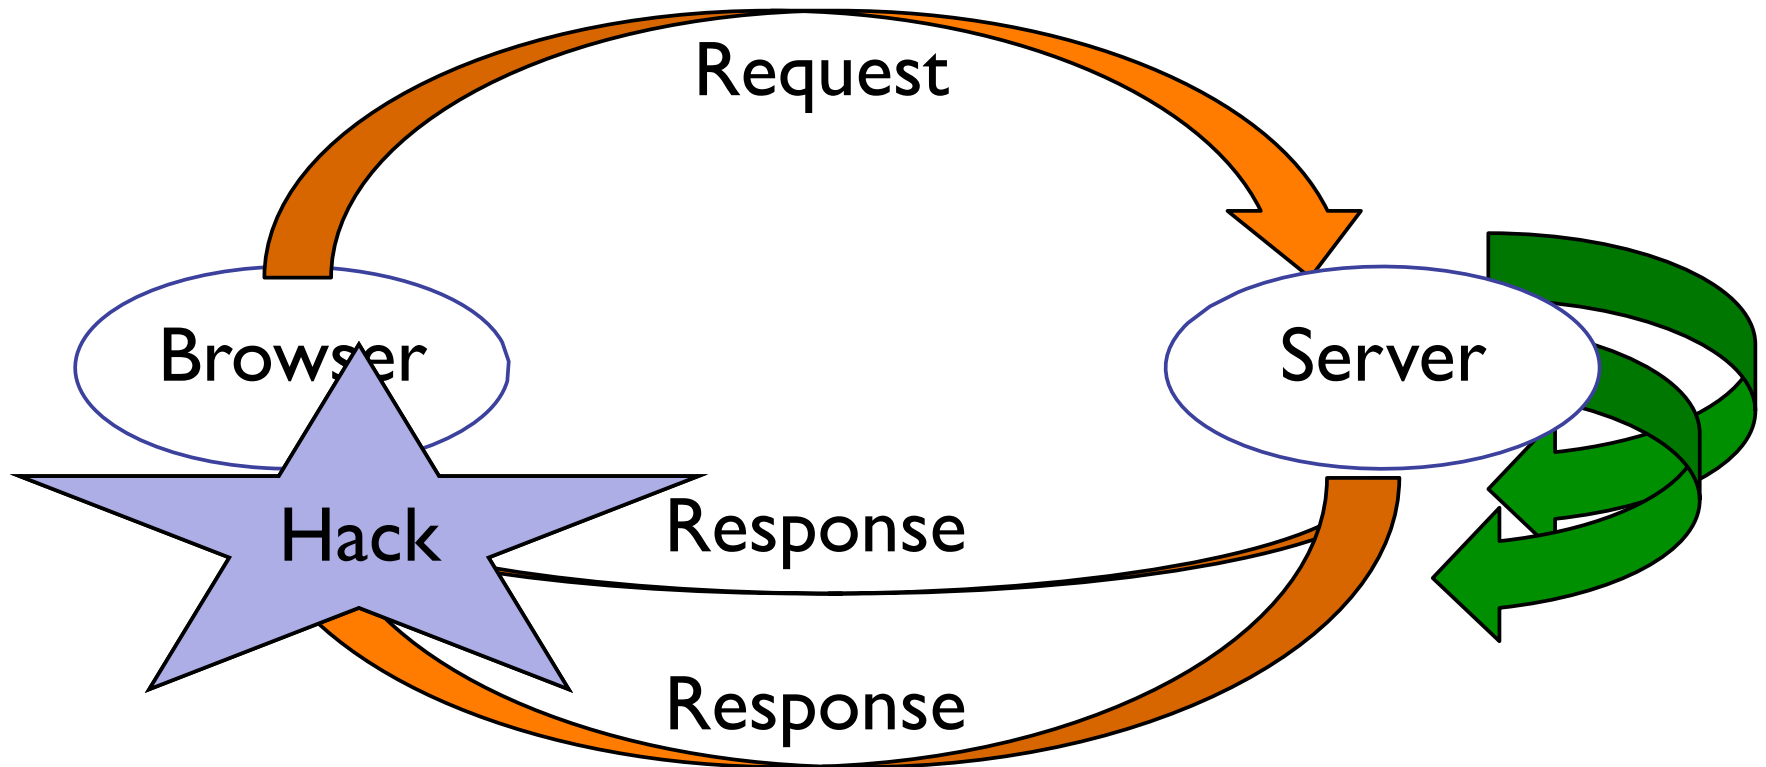 Request
Browser
Server
Response
Hack
Response